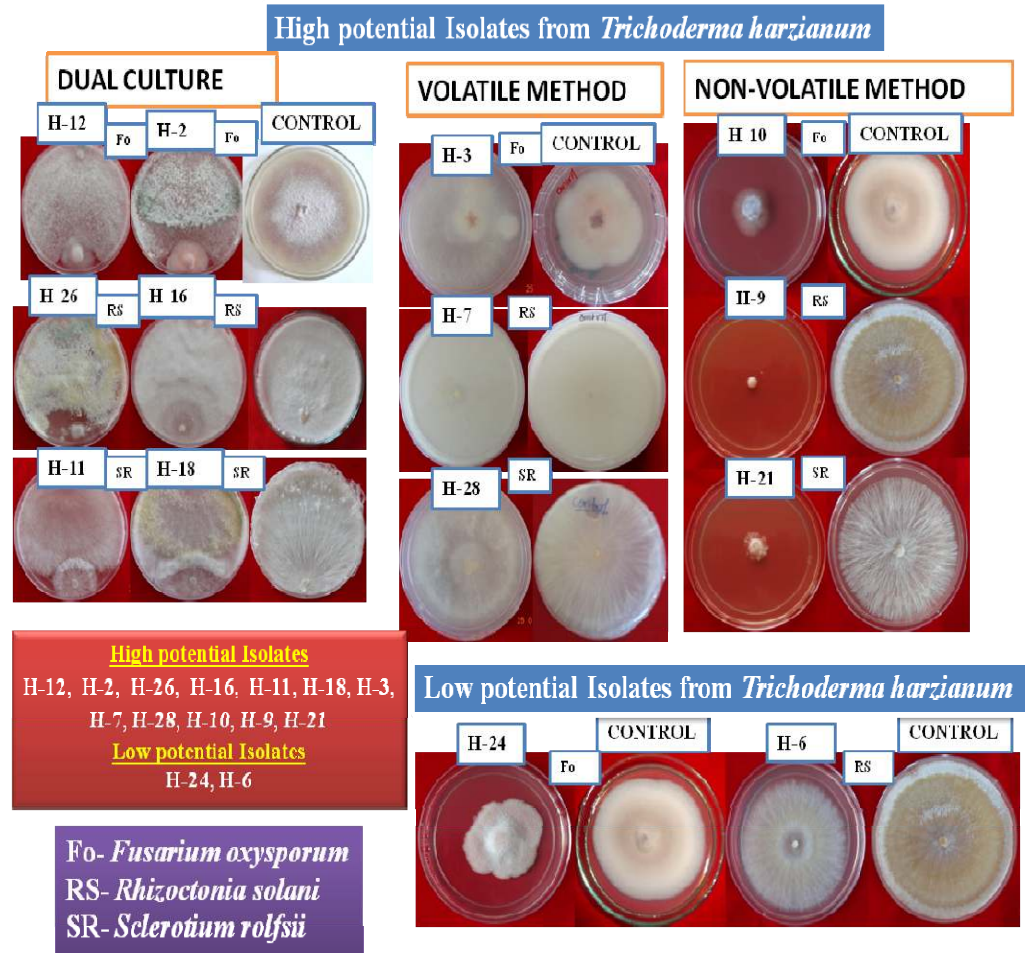 High potential Isolates from Trichoderma harzianum
DUAL CULTURE
H-12
Fo
H-2
Fo
CONTROL
H 26
RS
H 16
RS
H-11
SR
H-18
SR
VOLATILE METHOD
H-3
Fo
CONTROL
H-7
RS
H-28
SR
Control
NON-VOLATILE METHOD
H 10
Fo
CONTROL
H-9
RS
H-21
SR
High potential Isolates
H-12, H-2, H-26, H-16, H-11, H-18, H-3,
H-7, H-28, H-10, H-9, H-21
Low potential Isolates
H-24, H-6
Fo- Fusarium oxysporum
RS- Rhizoctonia solani
SR- Sclerotium rolfsii
Low potential Isolates from Trichoderma harzianum
H-24
Fo
CONTROL
H-6
RS
CONTROL